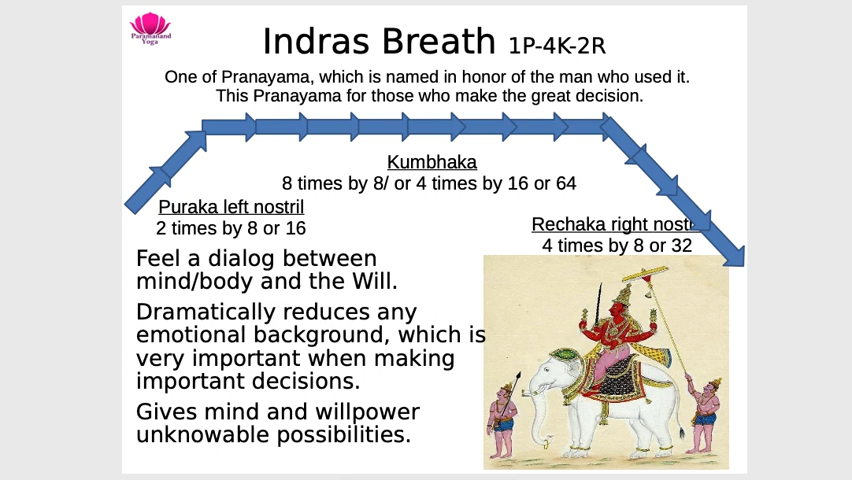 Paramanand
Yoga
Indras Breath 1P-4K-2R
One of Pranayama, which is named in honor of the man who used it.
This Pranayama for those who make the great decision.
Kumbhaka
8 times by 8/ or 4 times by 16 or 64
Puraka left nostril
2 times by 8 or 16
Rechaka right
4 times by 8 or 32
Feel a dialog between
mind/body and the Will.
Dramatically reduces any
emotional background, which is
very important when making
important decisions.
Gives mind and willpower
unknowable possibilities.